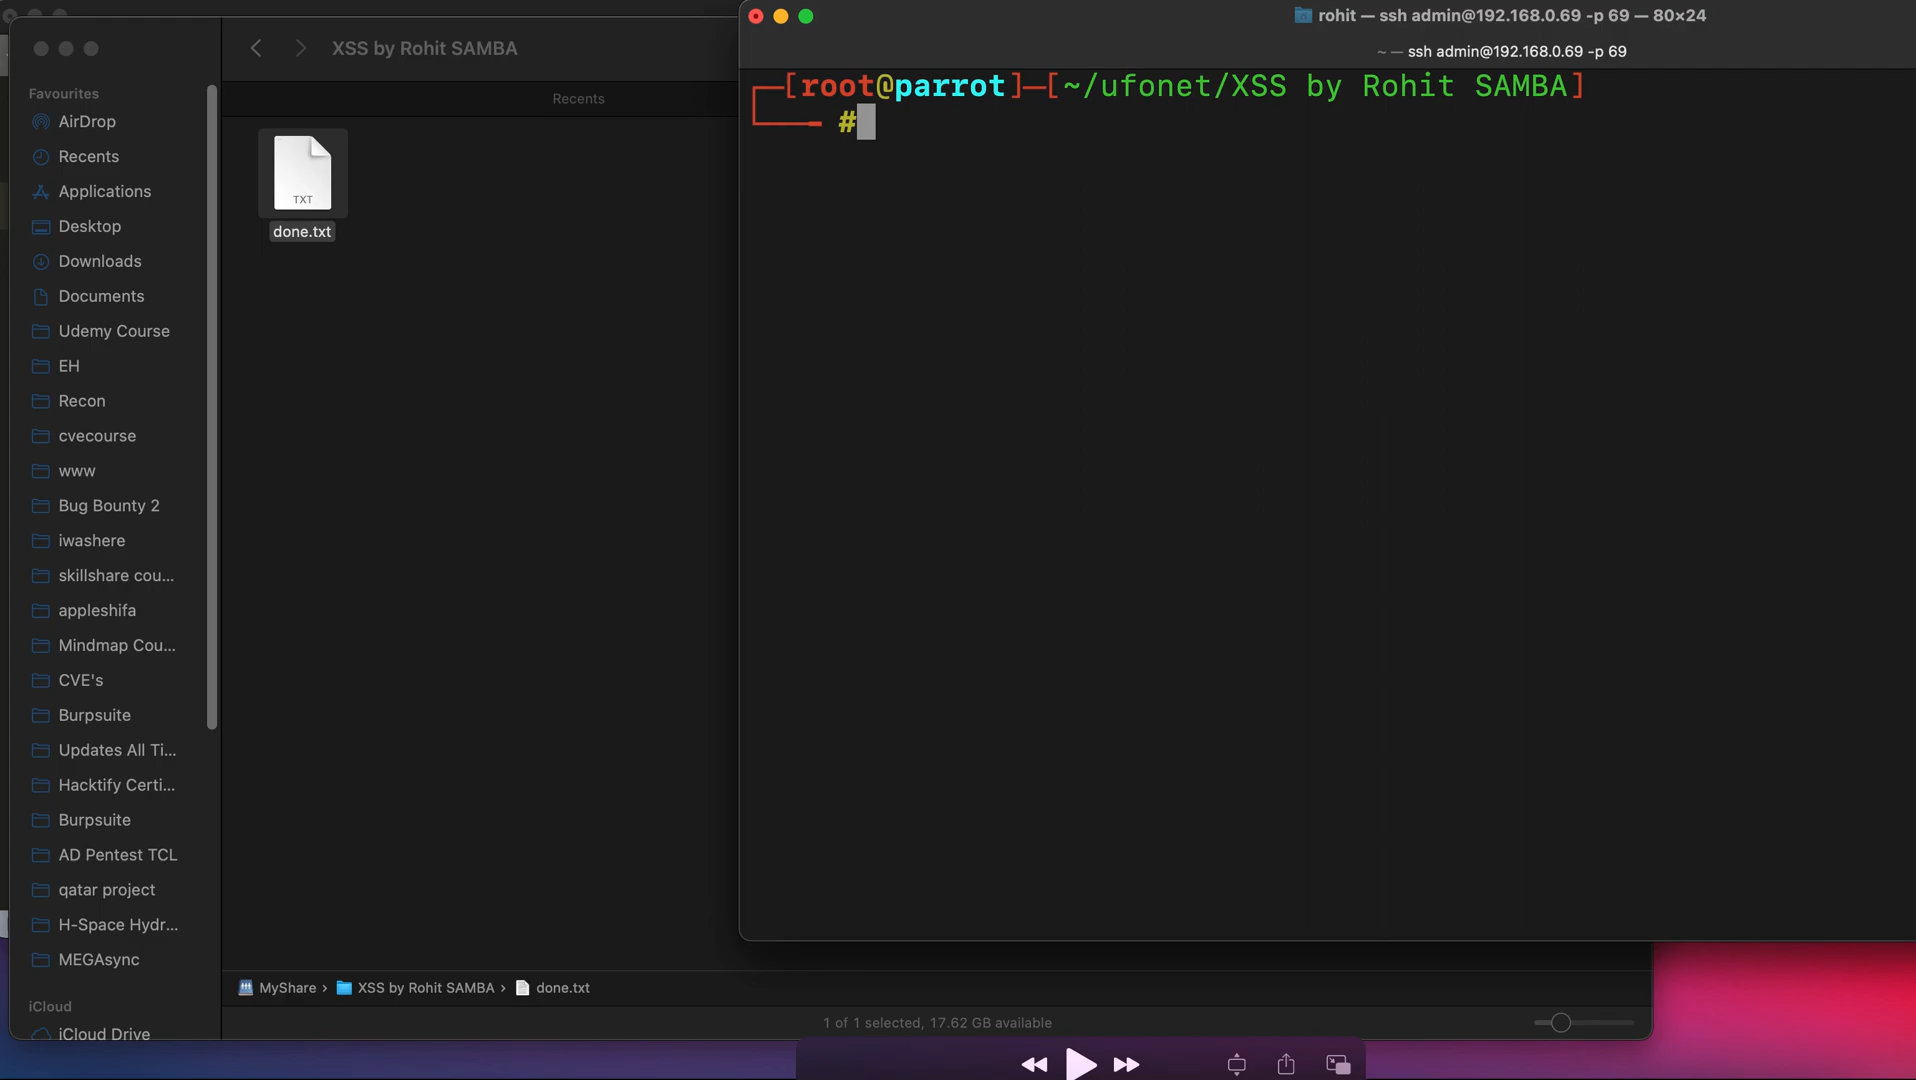 XSS by Rohit SAMBA
Favourites
AirDrop
Recents
Applications
Desktop
Downloads
Documents
Udemy Course
EH
Recon
cvecourse
www
Bug Bounty 2
iwashere
skillshare cou...
appleshifa
Mindmap Cou...
CVE's
Burpsuite
Updates All Ti...
Hacktify Certi...
Burpsuite
AD Pentest TCL
qatar project
H-Space Hydr...
MEGAsync
iCloud
iCloud Drive
Recents
TXT
done.txt
MyShare › XSS by Rohit SAMBA › done.txt
1 of 1 selected, 17.62 GB available
rohit — ssh admin@192.168.0.69 -p 69 — 80×24
~ — ssh admin@192.168.0.69 -p 69
┌─[root@parrot]─[~/ufonet/XSS by Rohit SAMBA]
└──╼ #